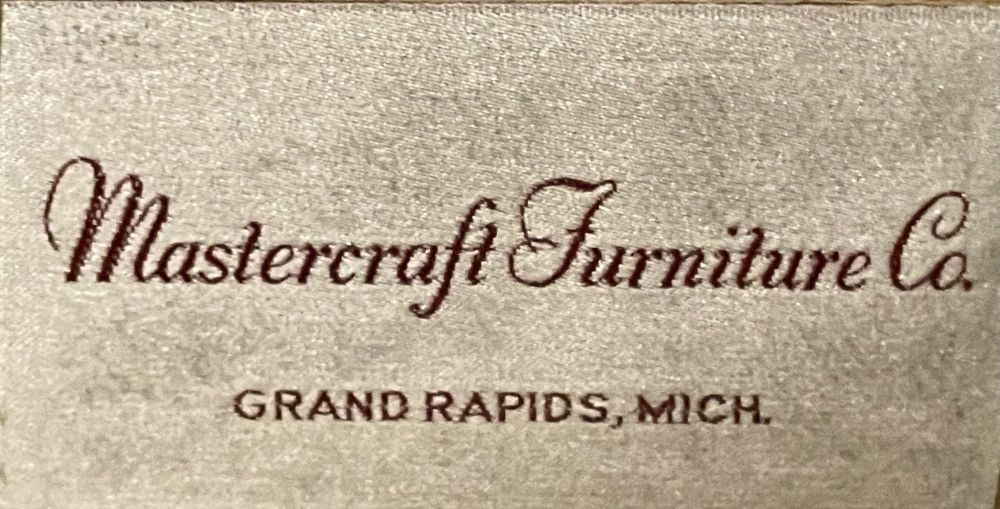 Mastercraft Furniture Co.
GRAND RAPIDS, MICH.